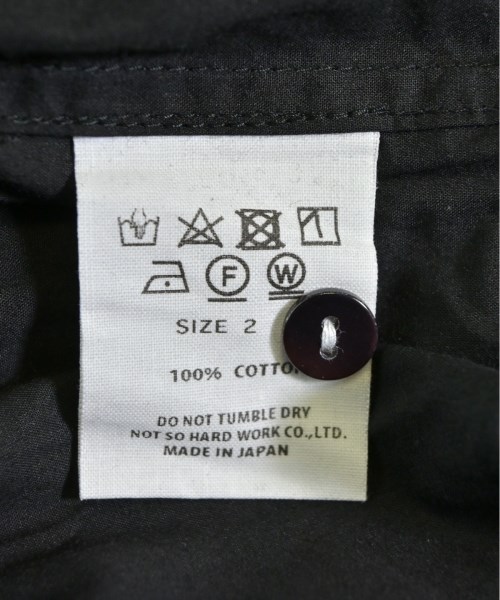 F W
SIZE 2
100% COTTO
DO NOT TUMBLE DRY
NOT SO HARD WORK CO.,LTD.
MADE IN JAPAN